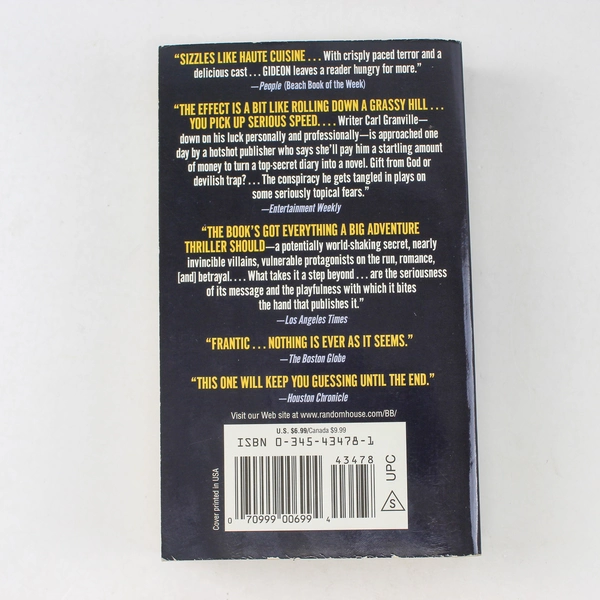 “SIZZLES LIKE HAUTE CUISINE . . . With crisply paced terror and a
delicious cast . . . GIDEON leaves a reader hungry for more.”
—People (Beach Book of the Week)
“THE EFFECT IS A BIT LIKE ROLLING DOWN A GRASSY HILL . . .
YOU PICK UP SERIOUS SPEED. . . . Writer Carl Granville—
down on his luck personally and professionally—is approached one
day by a hotshot publisher who says she’ll pay him a startling amount
of money to turn a top-secret diary into a novel. Gift from God or
devilish trap? . . . The conspiracy he gets tangled in plays on
some seriously topical fears.”
—Entertainment Weekly
“THE BOOK’S GOT EVERYTHING A BIG ADVENTURE
THRILLER SHOULD—a potentially world-shaking secret, nearly
invincible villains, vulnerable protagonists on the run, romance,
[and] betrayal. . . . What takes it a step beyond . . . are the seriousness
of its message and the playfulness with which it bites
the hand that publishes it.”
—Los Angeles Times
“FRANTIC . . . NOTHING IS EVER AS IT SEEMS.”
—The Boston Globe
“THIS ONE WILL KEEP YOU GUESSING UNTIL THE END.”
—Houston Chronicle
Visit our Web site at www.randomhouse.com/BB/
U.S. $6.99/Canada $9.99
ISBN 0-345-43478-1
43478
0 70999 00699 4
S UPC
Cover printed in USA